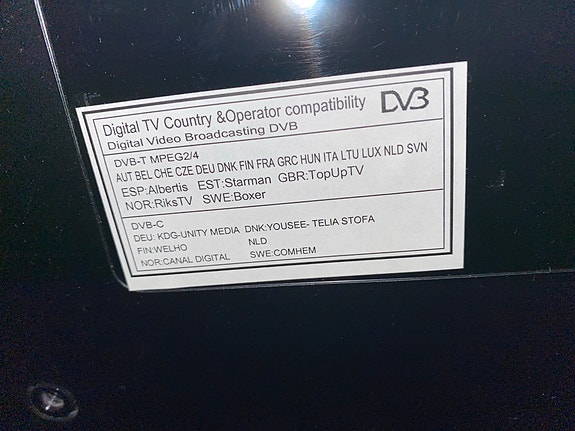 Digital TV Country &Operator compatibility DVB
Digital Video Broadcasting DVB
DVB-T MPEG2/4
AUT BEL CHE CZE DEU DNK FIN FRA GRC HUN ITA LTU LUX NLD SVN
ESP:Albertis EST:Starman GBR:TopUpTV
NOR:RiksTV SWE:Boxer
DVB-C
DEU: KDG-UNITY MEDIA DNK:YOUSEE- TELIA STOFA
FIN:WELHO NLD
NOR:CANAL DIGITAL SWE:COMHEM